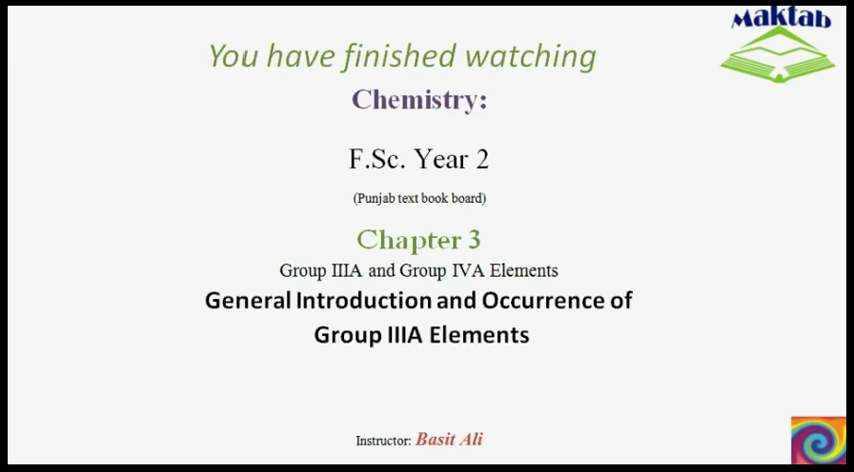 Maktab
You have finished watching
Chemistry:
F.Sc. Year 2
(Punjab text book board)
Chapter 3
Group IIIA and Group IVA Elements
General Introduction and Occurrence of
Group IIIA Elements
Instructor: Basit Ali